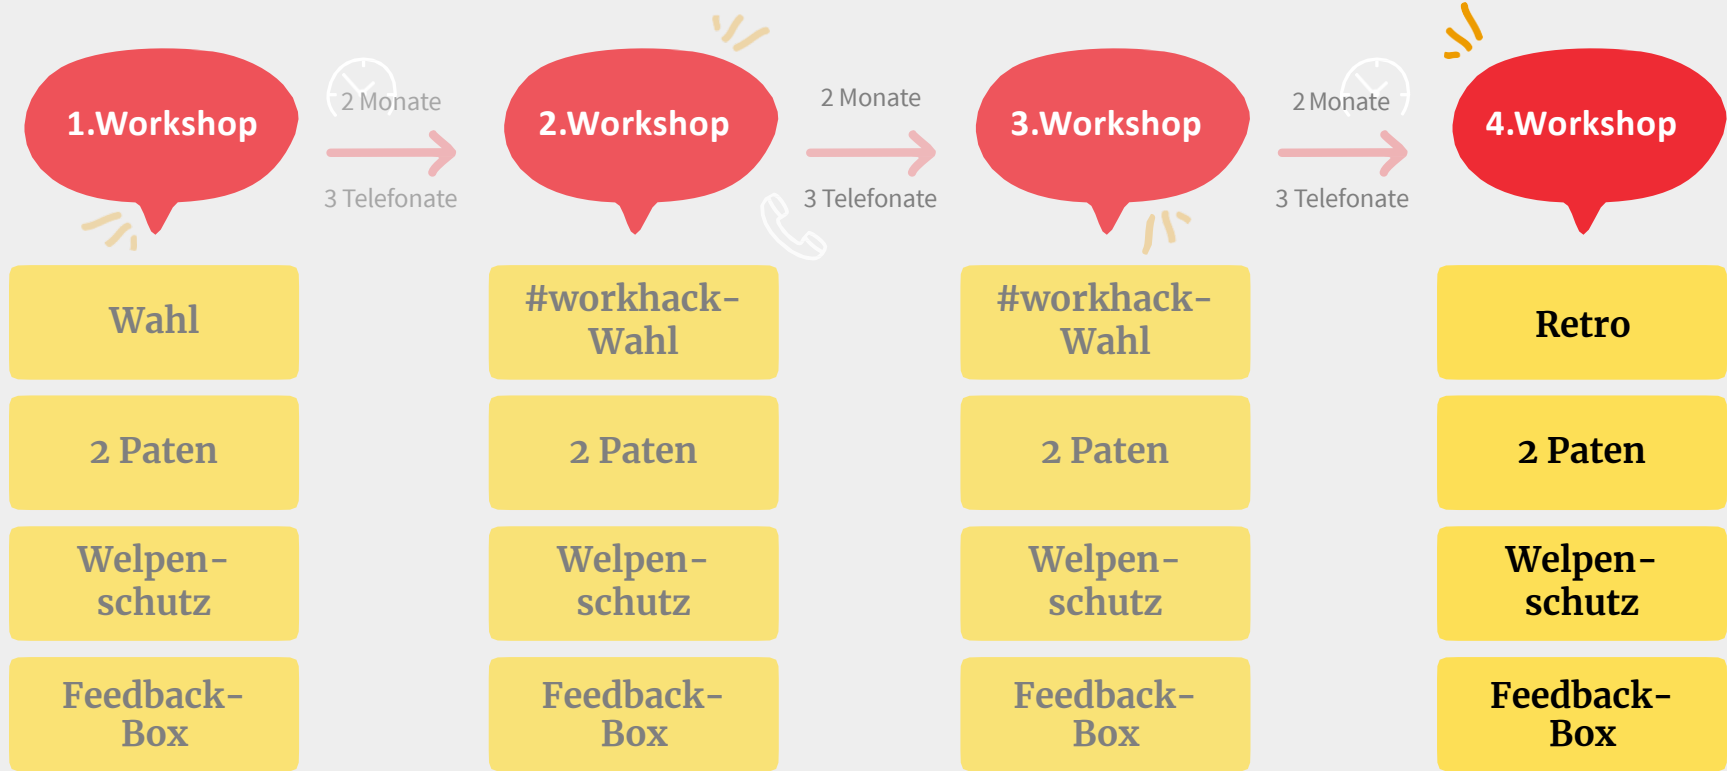 1.Workshop
2 Monate
3 Telefonate
2.Workshop
2 Monate
3 Telefonate
3.Workshop
2 Monate
3 Telefonate
4.Workshop
Wahl
#workhack-
Wahl
#workhack-
Wahl
Retro
2 Paten
2 Paten
2 Paten
2 Paten
Welpen-
schutz
Welpen-
schutz
Welpen-
schutz
Welpen-
schutz
Feedback-
Box
Feedback-
Box
Feedback-
Box
Feedback-
Box